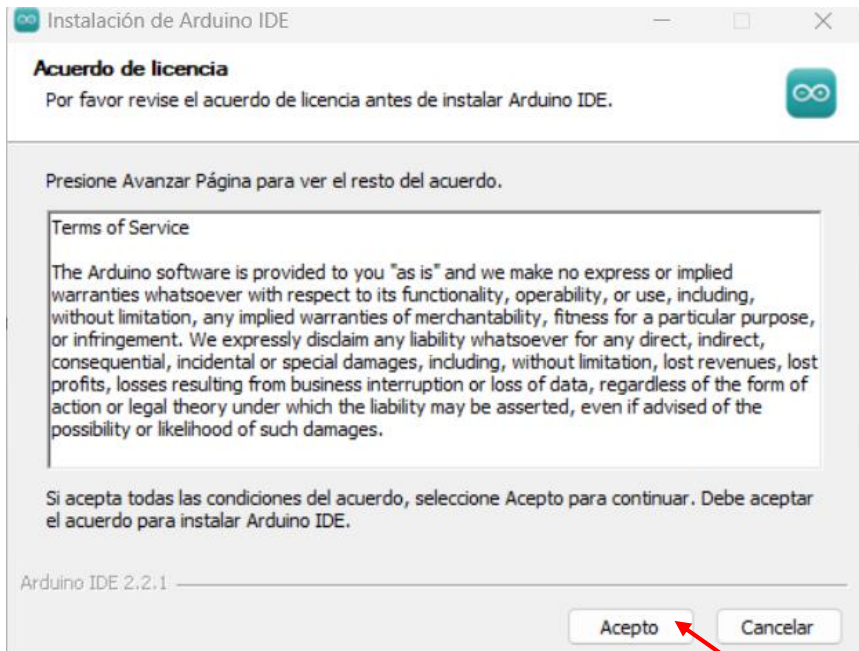 Instalación de Arduino IDE
Acuerdo de licencia
Por favor revise el acuerdo de licencia antes de instalar Arduino IDE.
Presione Avanzar Página para ver el resto del acuerdo.
Terms of Service
The Arduino software is provided to you "as is" and we make no express or implied
warranties whatsoever with respect to its functionality, operability, or use, including,
without limitation, any implied warranties of merchantability, fitness for a particular purpose,
or infringement. We expressly disclaim any liability whatsoever for any direct, indirect,
consequential, incidental or special damages, including, without limitation, lost revenues, lost
profits, losses resulting from business interruption or loss of data, regardless of the form of
action or legal theory under which the liability may be asserted, even if advised of the
possibility or likelihood of such damages.
Si acepta todas las condiciones del acuerdo, seleccione Acepto para continuar. Debe aceptar
el acuerdo para instalar Arduino IDE.
Arduino IDE 2.2.1
Acepto Cancelar